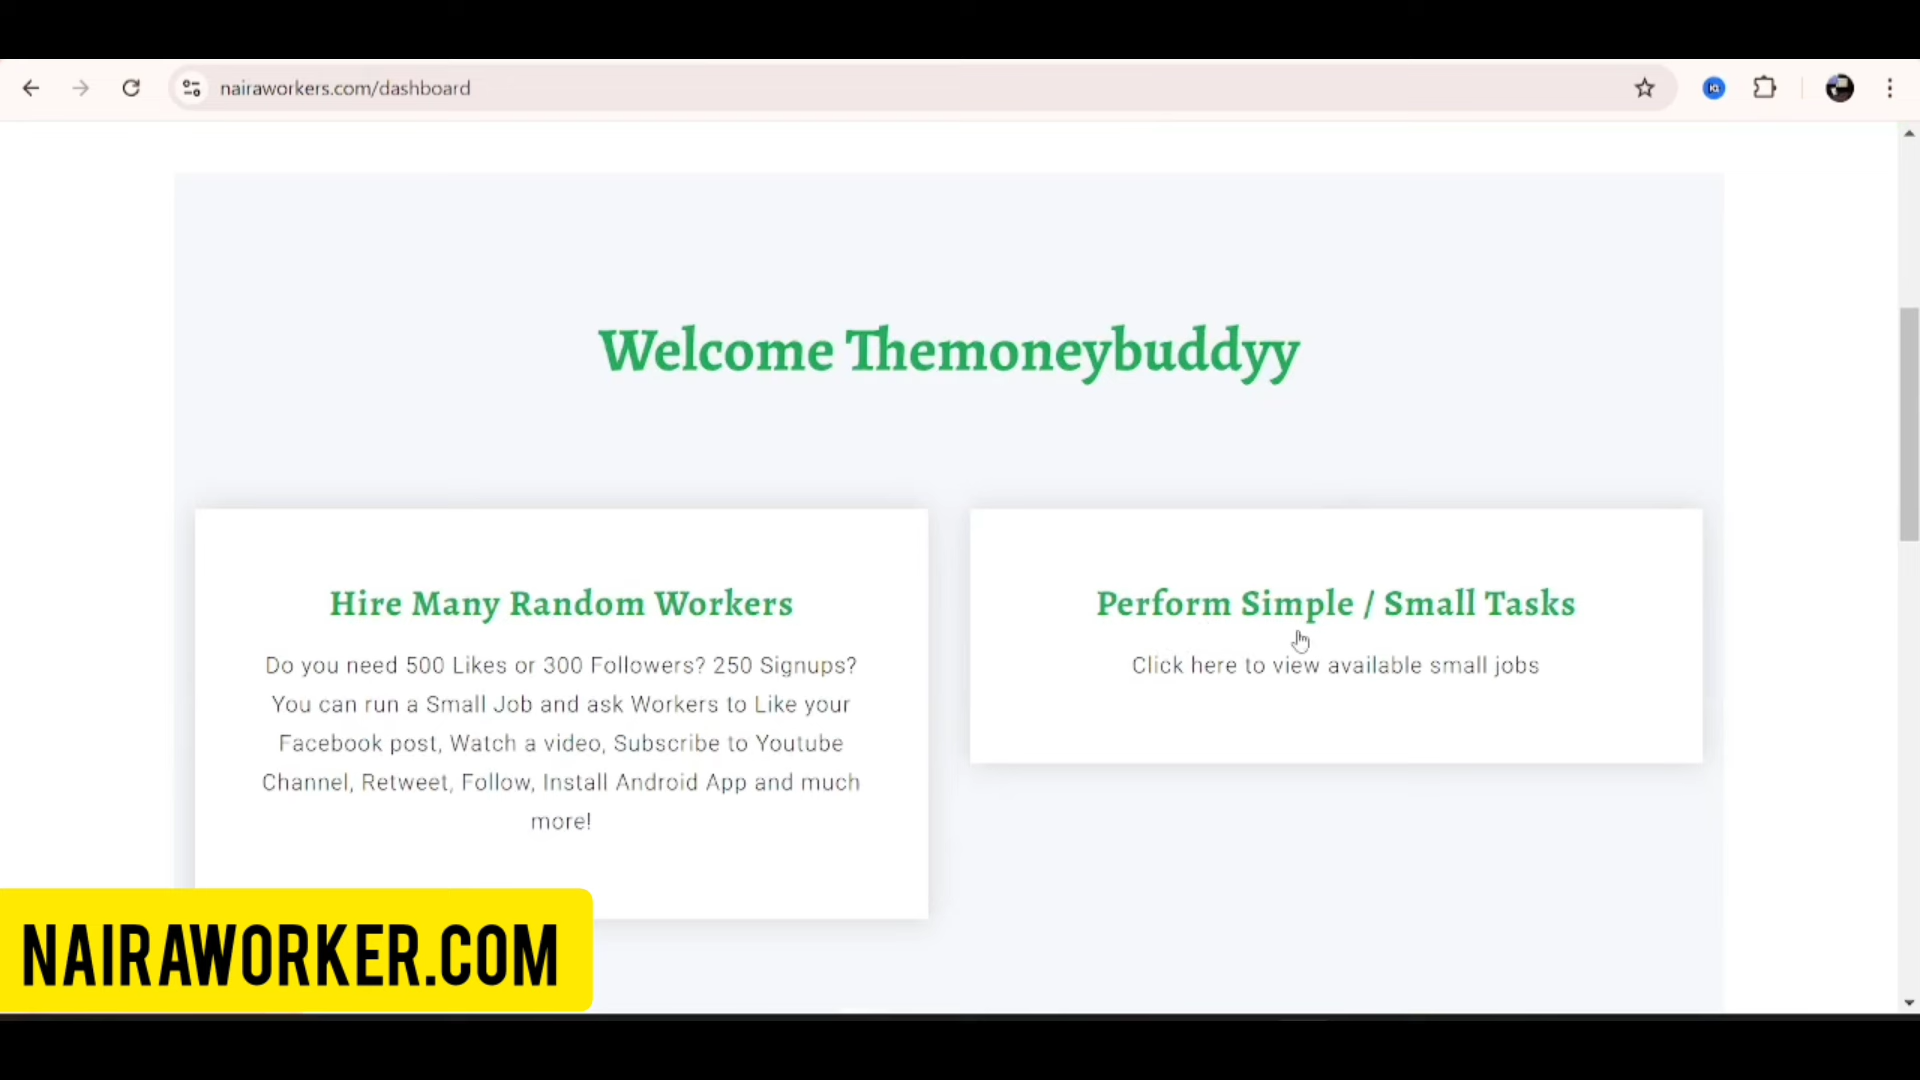 nairaworkers.com/dashboard
Welcome Themoneybuddyy
Hire Many Random Workers
Do you need 500 Likes or 300 Followers? 250 Signups?
You can run a Small Job and ask Workers to Like your
Facebook post, Watch a video, Subscribe to Youtube
Channel, Retweet, Follow, Install Android App and much
more!
Perform Simple / Small Tasks
Click here to view available small jobs
NAIRAWORKER.COM